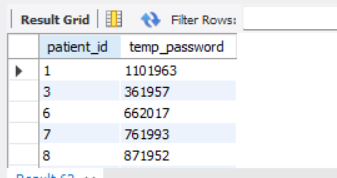 Result Grid Filter Rows:
patient_id temp_password
1 1101963
3 361957
6 662017
7 761993
8 871952